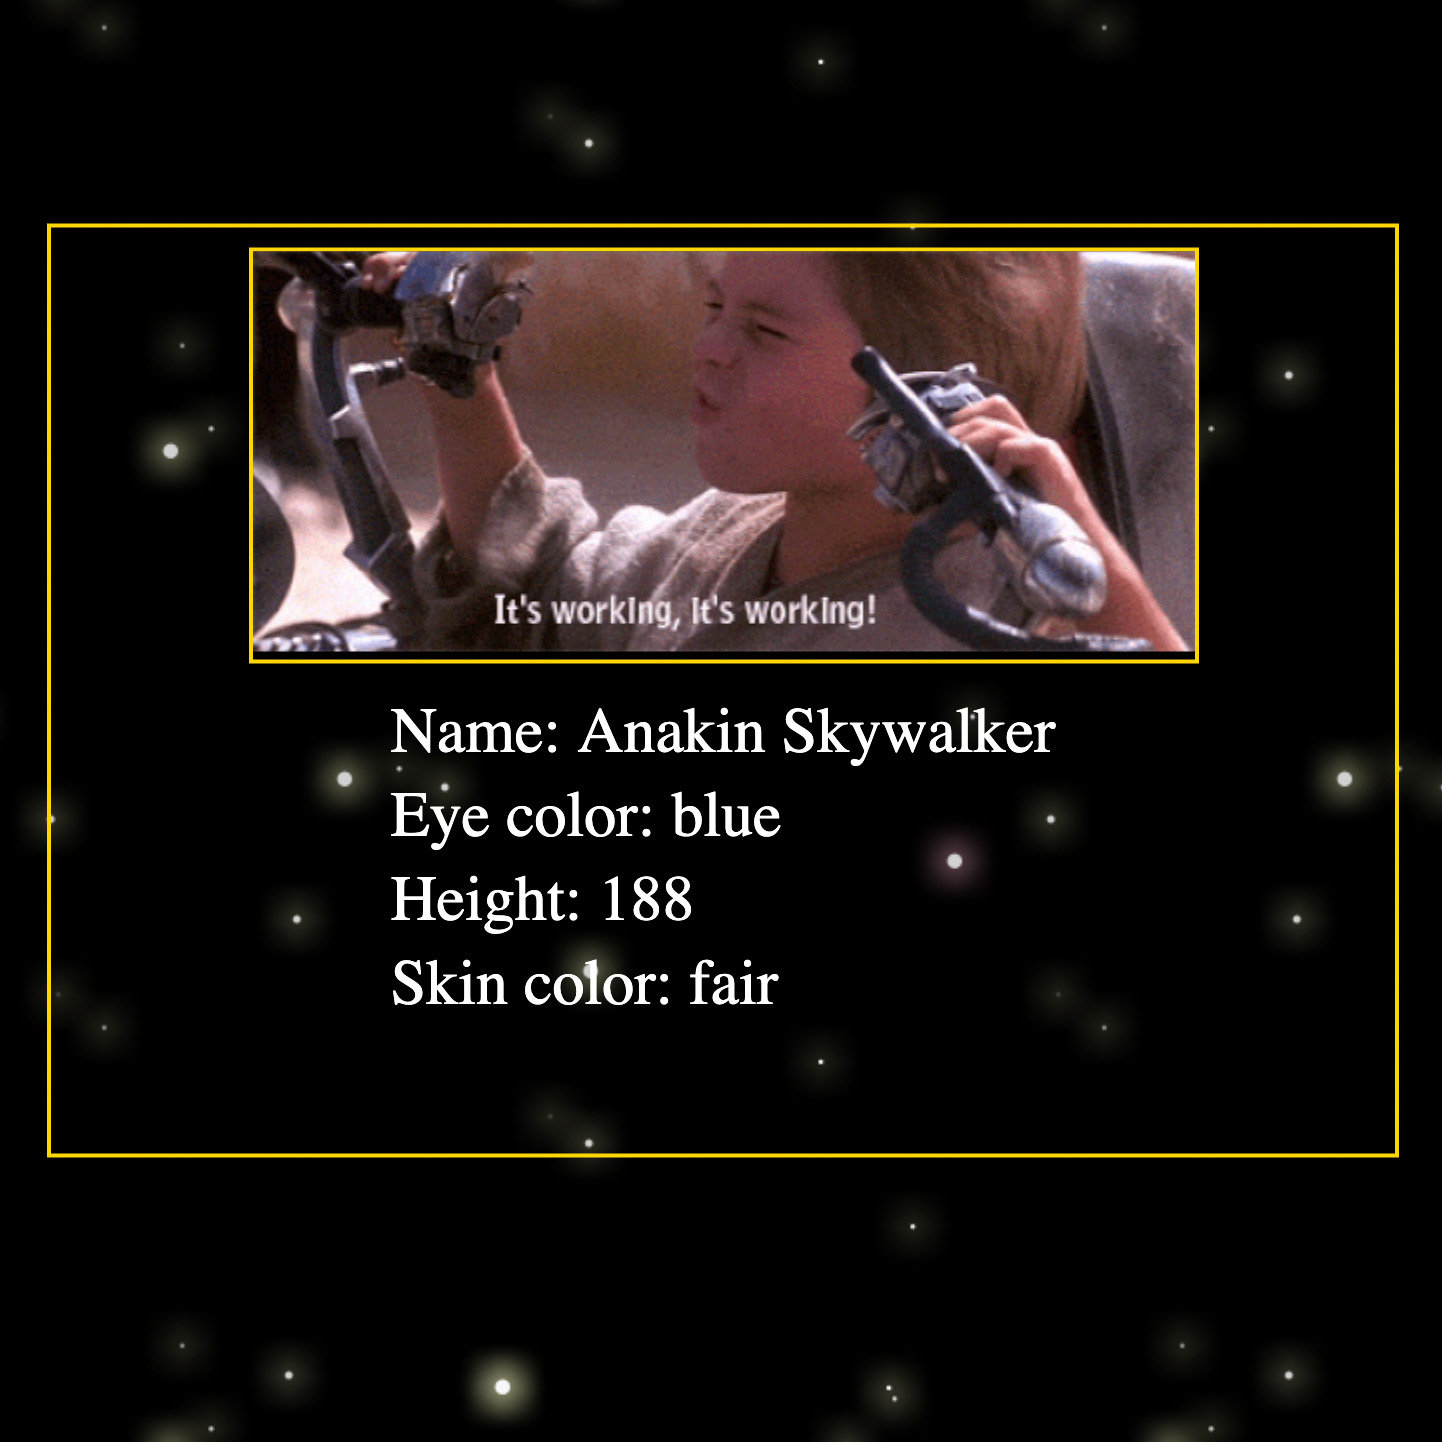 It's working, it's working!
Name: Anakin Skywalker
Eye color: blue
Height: 188
Skin color: fair